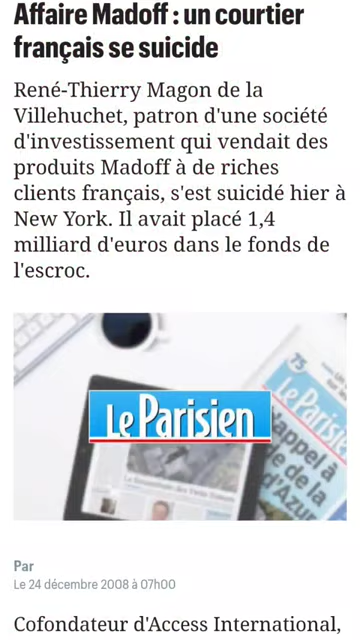 Affaire Madoff : un courtier
français se suicide
René-Thierry Magon de la
Villehuchet, patron d'une société
d'investissement qui vendait des
produits Madoff à de riches
clients français, s'est suicidé hier à
New York. Il avait placé 1,4
milliard d'euros dans le fonds de
l'escroc.
75
Le Parisien
Le Parisie
appel à
de la
d'Azur
Par
Le 24 décembre 2008 à 07h00
Cofondateur d'Access International,